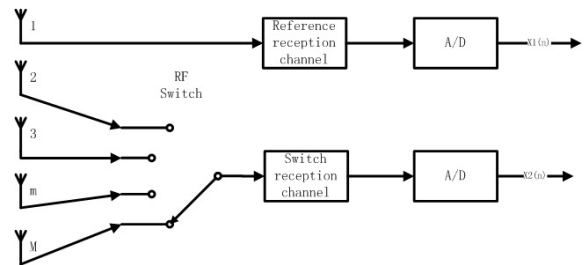 1
Reference
reception
channel
A/D
X1(n)
2
RF
Switch
3
m
Switch
reception
channel
A/D
X2(n)
M